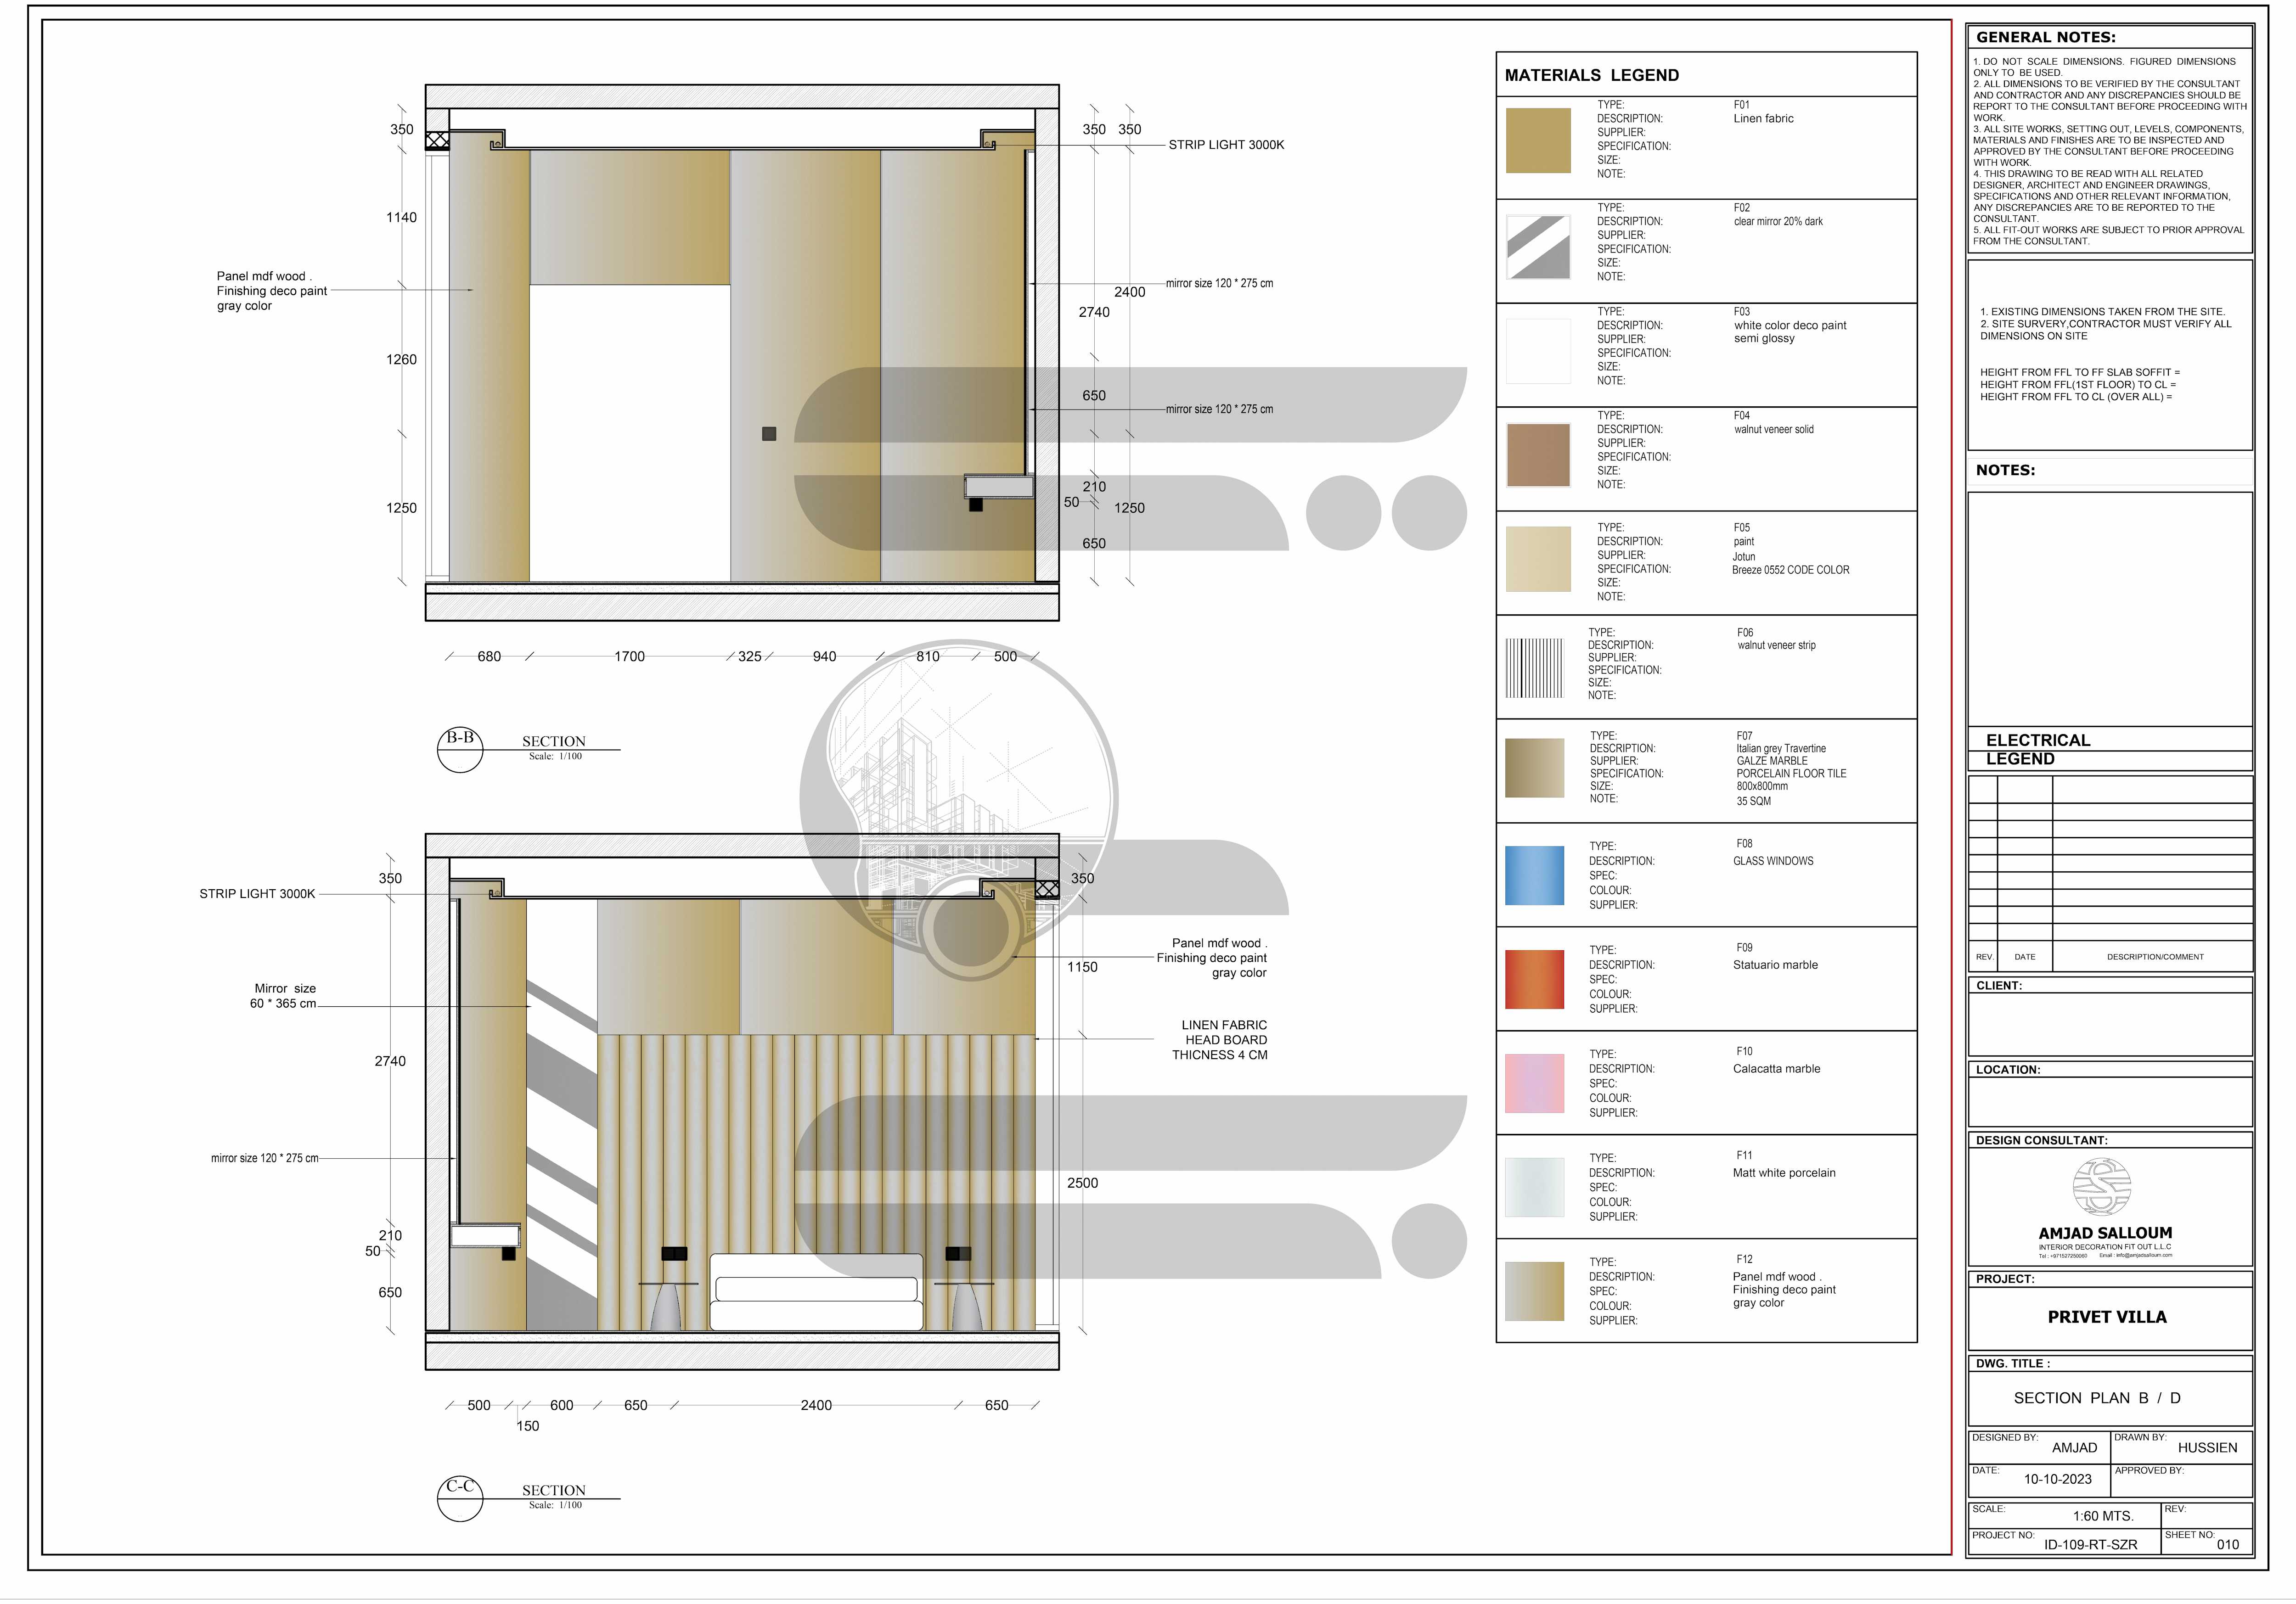 350
1140
1260
1250
Panel mdf wood .
Finishing deco paint
gray color
350 350
STRIP LIGHT 3000K
mirror size 120 * 275 cm
2400
2740
650
mirror size 120 * 275 cm
210
50
1250
650
680 1700 325 940 810 500
B-B
SECTION
Scale: 1/100
350
STRIP LIGHT 3000K
Mirror size
60 * 365 cm
2740
mirror size 120 * 275 cm
210
50
650
350
Panel mdf wood .
Finishing deco paint
gray color
1150
LINEN FABRIC
HEAD BOARD
THICNESS 4 CM
2500
500 600 650 2400 650
150
C-C
SECTION
Scale: 1/100
MATERIALS LEGEND
TYPE: F01
DESCRIPTION: Linen fabric
SUPPLIER:
SPECIFICATION:
SIZE:
NOTE:
TYPE: F02
DESCRIPTION: clear mirror 20% dark
SUPPLIER:
SPECIFICATION:
SIZE:
NOTE:
TYPE: F03
DESCRIPTION: white color deco paint
SUPPLIER: semi glossy
SPECIFICATION:
SIZE:
NOTE:
TYPE: F04
DESCRIPTION: walnut veneer solid
SUPPLIER:
SPECIFICATION:
SIZE:
NOTE:
TYPE: F05
DESCRIPTION: paint
SUPPLIER: Jotun
SPECIFICATION: Breeze 0552 CODE COLOR
SIZE:
NOTE:
TYPE: F06
DESCRIPTION: walnut veneer strip
SUPPLIER:
SPECIFICATION:
SIZE:
NOTE:
TYPE: F07
DESCRIPTION: Italian grey Travertine
SUPPLIER: GALZE MARBLE
SPECIFICATION: PORCELAIN FLOOR TILE
SIZE: 800x800mm
NOTE: 35 SQM
TYPE: F08
DESCRIPTION: GLASS WINDOWS
SPEC:
COLOUR:
SUPPLIER:
TYPE: F09
DESCRIPTION: Statuario marble
SPEC:
COLOUR:
SUPPLIER:
TYPE: F10
DESCRIPTION: Calacatta marble
SPEC:
COLOUR:
SUPPLIER:
TYPE: F11
DESCRIPTION: Matt white porcelain
SPEC:
COLOUR:
SUPPLIER:
TYPE: F12
DESCRIPTION: Panel mdf wood .
SPEC: Finishing deco paint
COLOUR: gray color
SUPPLIER:
GENERAL NOTES:
1. DO NOT SCALE DIMENSIONS. FIGURED DIMENSIONS
ONLY TO BE USED.
2. ALL DIMENSIONS TO BE VERIFIED BY THE CONSULTANT
AND CONTRACTOR AND ANY DISCREPANCIES SHOULD BE
REPORT TO THE CONSULTANT BEFORE PROCEEDING WITH
WORK.
3. ALL SITE WORKS, SETTING OUT, LEVELS, COMPONENTS,
MATERIALS AND FINISHES ARE TO BE INSPECTED AND
APPROVED BY THE CONSULTANT BEFORE PROCEEDING
WITH WORK.
4. THIS DRAWING TO BE READ WITH ALL RELATED
DESIGNER, ARCHITECT AND ENGINEER DRAWINGS,
SPECIFICATIONS AND OTHER RELEVANT INFORMATION,
ANY DISCREPANCIES ARE TO BE REPORTED TO THE
CONSULTANT.
5. ALL FIT-OUT WORKS ARE SUBJECT TO PRIOR APPROVAL
FROM THE CONSULTANT.
1. EXISTING DIMENSIONS TAKEN FROM THE SITE.
2. SITE SURVERY,CONTRACTOR MUST VERIFY ALL
DIMENSIONS ON SITE
HEIGHT FROM FFL TO FF SLAB SOFFIT =
HEIGHT FROM FFL(1ST FLOOR) TO CL =
HEIGHT FROM FFL TO CL (OVER ALL) =
NOTES:
ELECTRICAL
LEGEND
REV. DATE DESCRIPTION/COMMENT
CLIENT:
LOCATION:
DESIGN CONSULTANT:
AMJAD SALLOUM
INTERIOR DECORATION FIT OUT L.L.C
Tel : +971527250060 Email : info@amjadsalloum.com
PROJECT:
PRIVET VILLA
DWG. TITLE :
SECTION PLAN B / D
DESIGNED BY: AMJAD
DRAWN BY: HUSSIEN
DATE: 10-10-2023
APPROVED BY:
SCALE: 1:60 MTS.
REV:
PROJECT NO: ID-109-RT-SZR
SHEET NO: 010